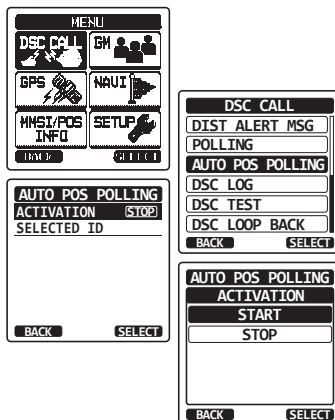 MENU
DSC CALL
GM
GPS
NAVI
MMSI/POS INFO
SETUP
BACK
SELECT
DSC CALL
DIST ALERT MSG
POLLING
AUTO POS POLLING
DSC LOG
DSC TEST
DSC LOOP BACK
BACK SELECT
AUTO POS POLLING
ACTIVATION STOP
SELECTED ID
BACK SELECT
AUTO POS POLLING
ACTIVATION
START
STOP
BACK SELECT